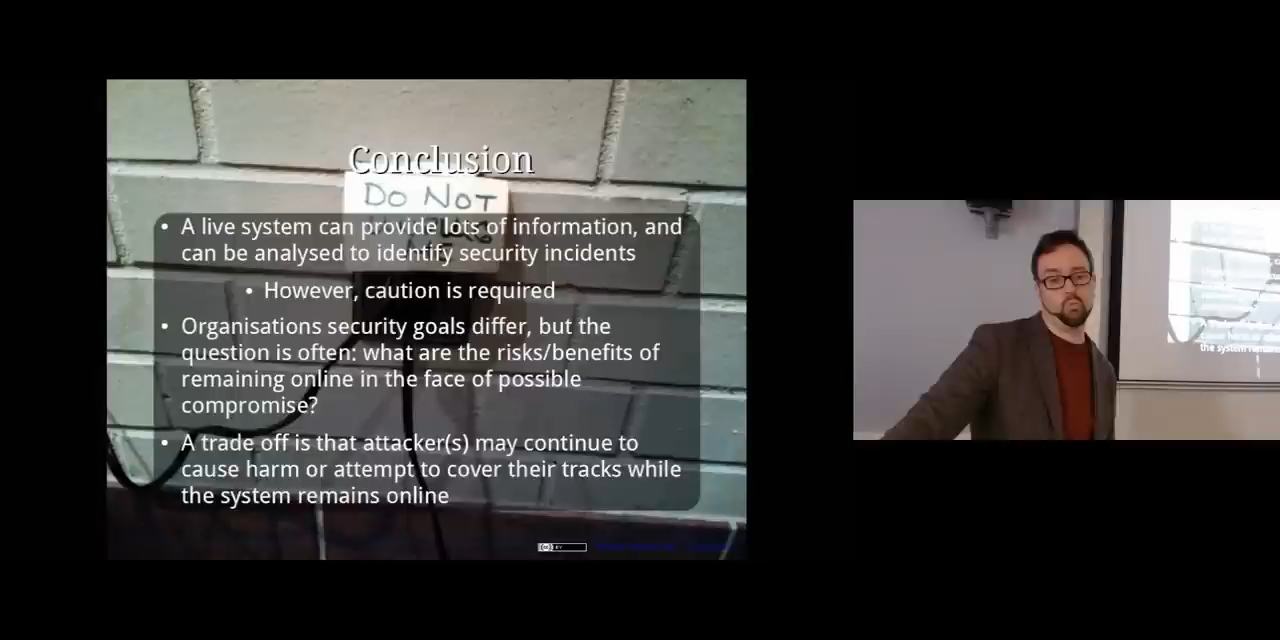 Conclusion
DO NOT
• A live system can provide lots of information, and
can be analysed to identify security incidents
• However, caution is required
• Organisations security goals differ, but the
question is often: what are the risks/benefits of
remaining online in the face of possible
compromise?
• A trade off is that attacker(s) may continue to
cause harm or attempt to cover their tracks while
the system remains online
BY
the system